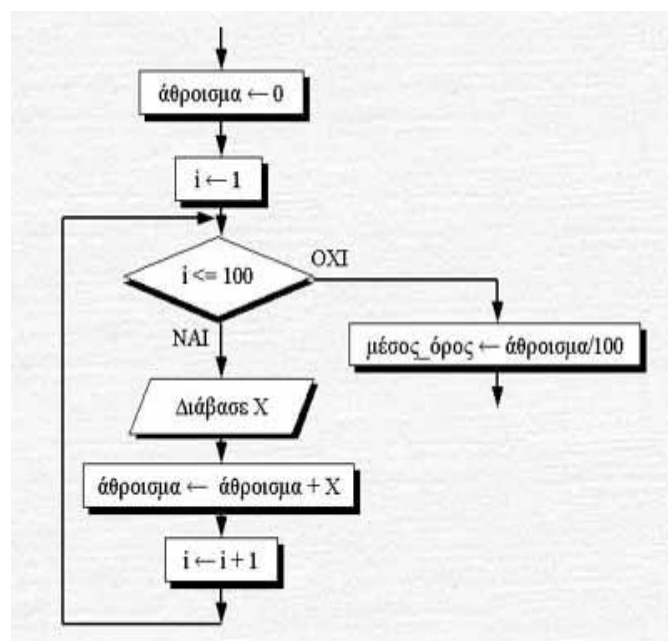 άθροισμα ← 0
i ← 1
i <= 100
ΟΧΙ
ΝΑΙ
μέσος_όρος ← άθροισμα/100
Διάβασε Χ
άθροισμα ← άθροισμα + Χ
i ← i + 1